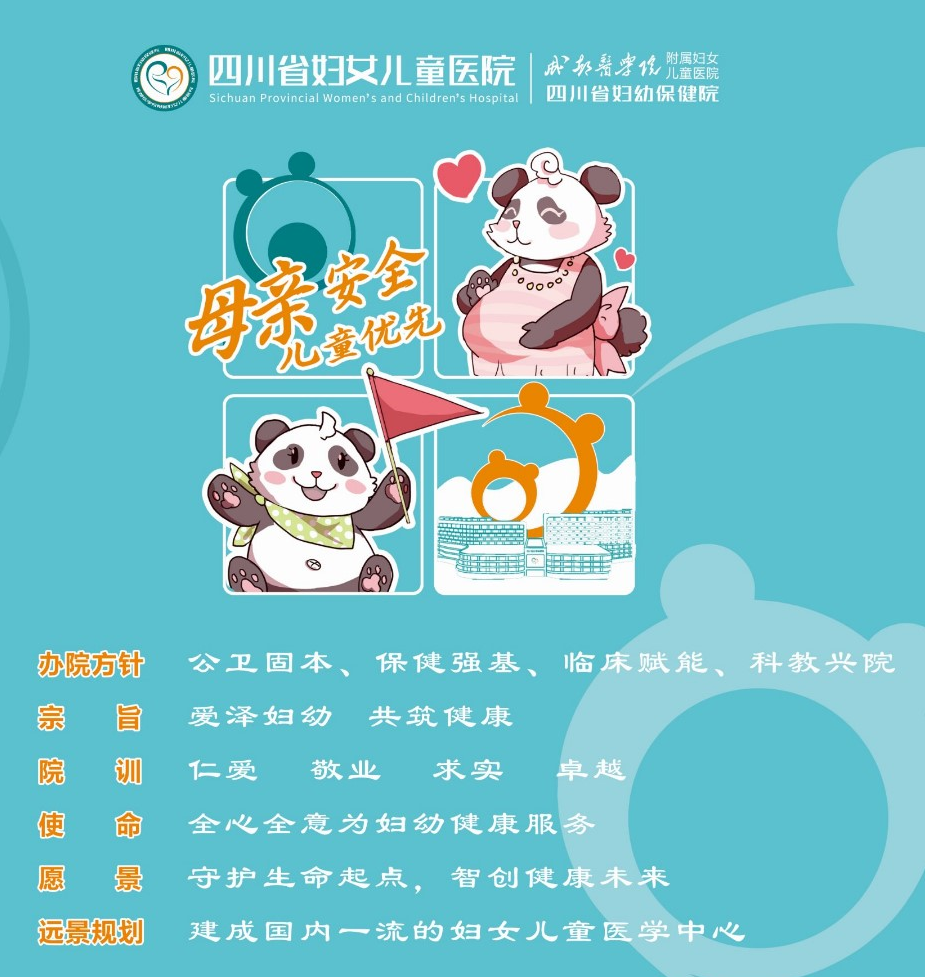 四川省妇女儿童医院
Sichuan Provincial Women's and Children's Hospital
成都医学院 附属妇女儿童医院
四川省妇幼保健院
母亲安全
儿童优先
办院方针 公卫固本、保健强基、临床赋能、科教兴院
宗旨 爱泽妇幼 共筑健康
院训 仁爱 敬业 求实 卓越
使命 全心全意为妇幼健康服务
愿景 守护生命起点，智创健康未来
远景规划 建成国内一流的妇女儿童医学中心